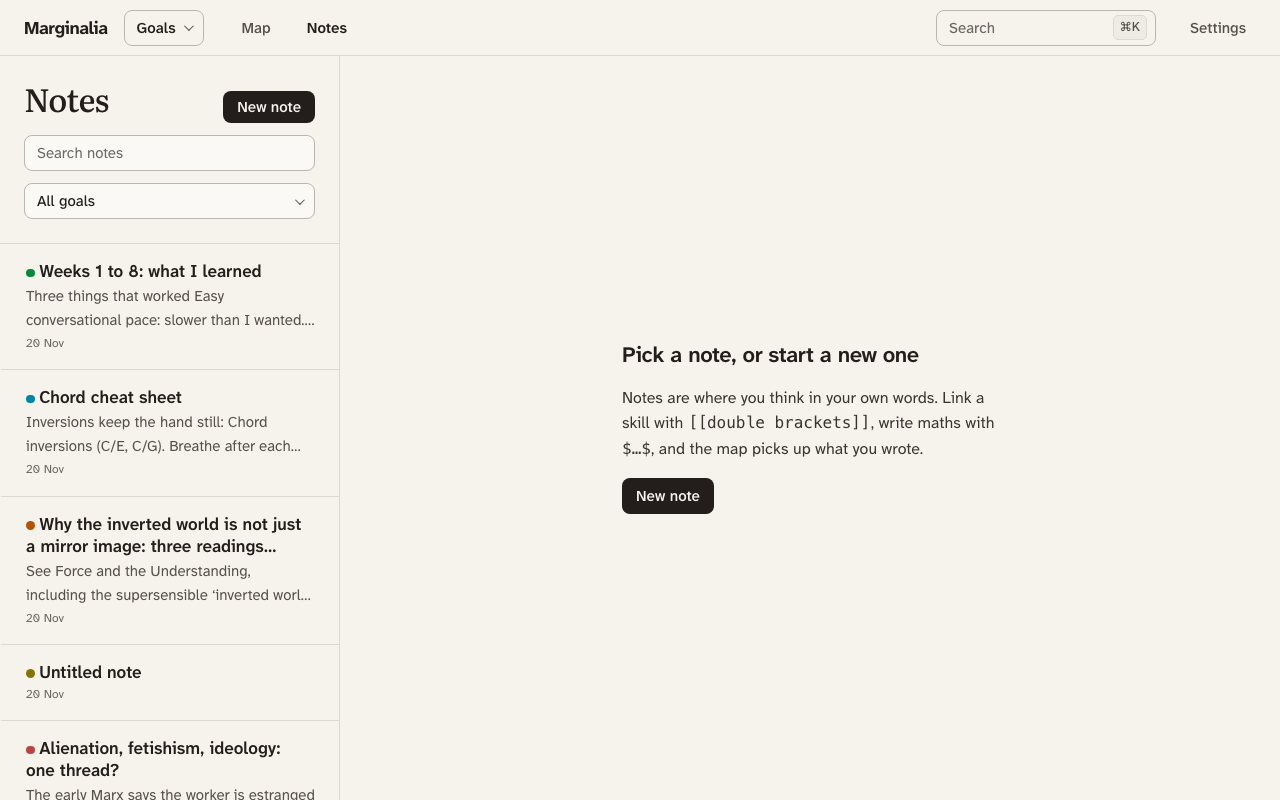 Marginalia
Goals
Map
Notes
Search
⌘K
Settings
Notes
New note
Search notes
All goals
Weeks 1 to 8: what I learned
Three things that worked Easy
conversational pace: slower than I wanted.…
20 Nov
Chord cheat sheet
Inversions keep the hand still: Chord
inversions (C/E, C/G). Breathe after each…
20 Nov
Why the inverted world is not just
a mirror image: three readings…
See Force and the Understanding,
including the supersensible ‘inverted worl…
20 Nov
Untitled note
20 Nov
Alienation, fetishism, ideology:
one thread?
The early Marx says the worker is estranged
Pick a note, or start a new one
Notes are where you think in your own words. Link a
skill with [[double brackets]], write maths with
$…$, and the map picks up what you wrote.
New note